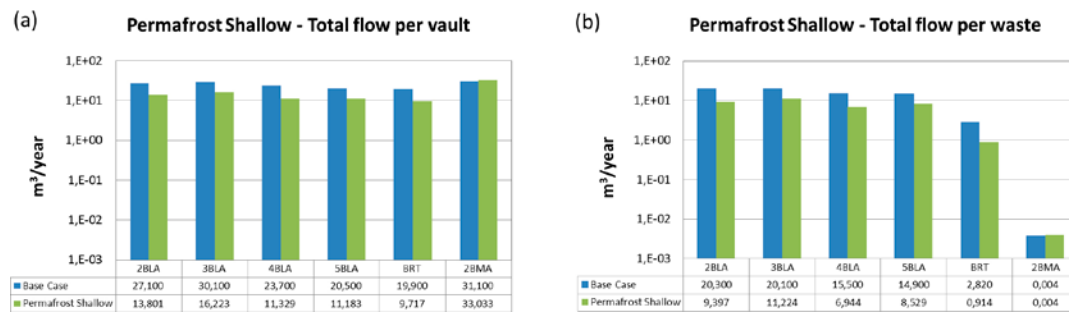 (a)
Permafrost Shallow - Total flow per vault
m³/year
1,E+02
1,E+01
1,E+00
1,E-01
1,E-02
1,E-03
2BLA 3BLA 4BLA 5BLA BRT 2BMA
Base Case 27,100 30,100 23,700 20,500 19,900 31,100
Permafrost Shallow 13,801 16,223 11,329 11,183 9,717 33,033
(b)
Permafrost Shallow - Total flow per waste
m³/year
1,E+02
1,E+01
1,E+00
1,E-01
1,E-02
1,E-03
2BLA 3BLA 4BLA 5BLA BRT 2BMA
Base Case 20,300 20,100 15,500 14,900 2,820 0,004
Permafrost Shallow 9,397 11,224 6,944 8,529 0,914 0,004